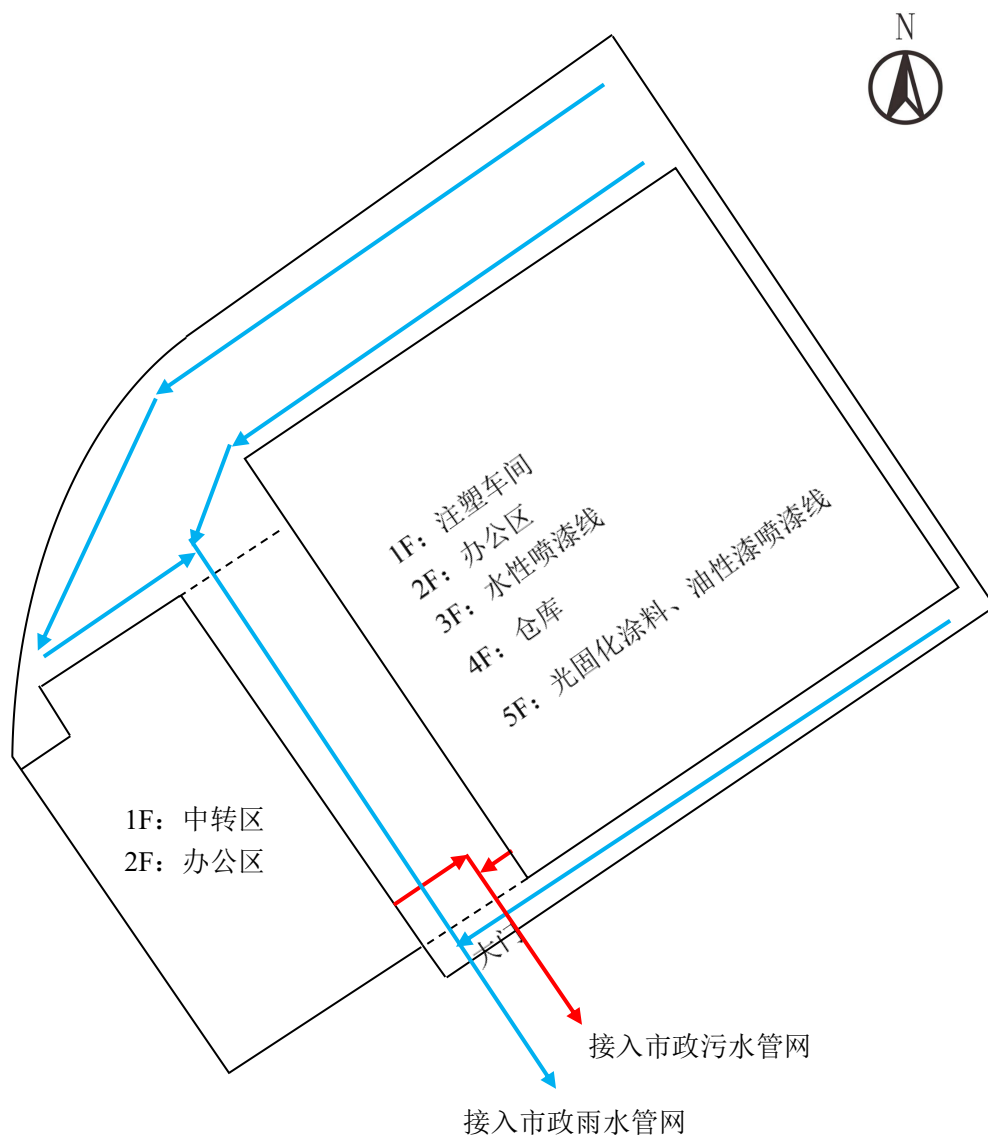 N
1F：注塑车间
2F：办公区
3F：水性喷漆线
4F：仓库
5F：光固化涂料、油性漆喷漆线
1F：中转区
2F：办公区
大门
接入市政污水管网
接入市政雨水管网